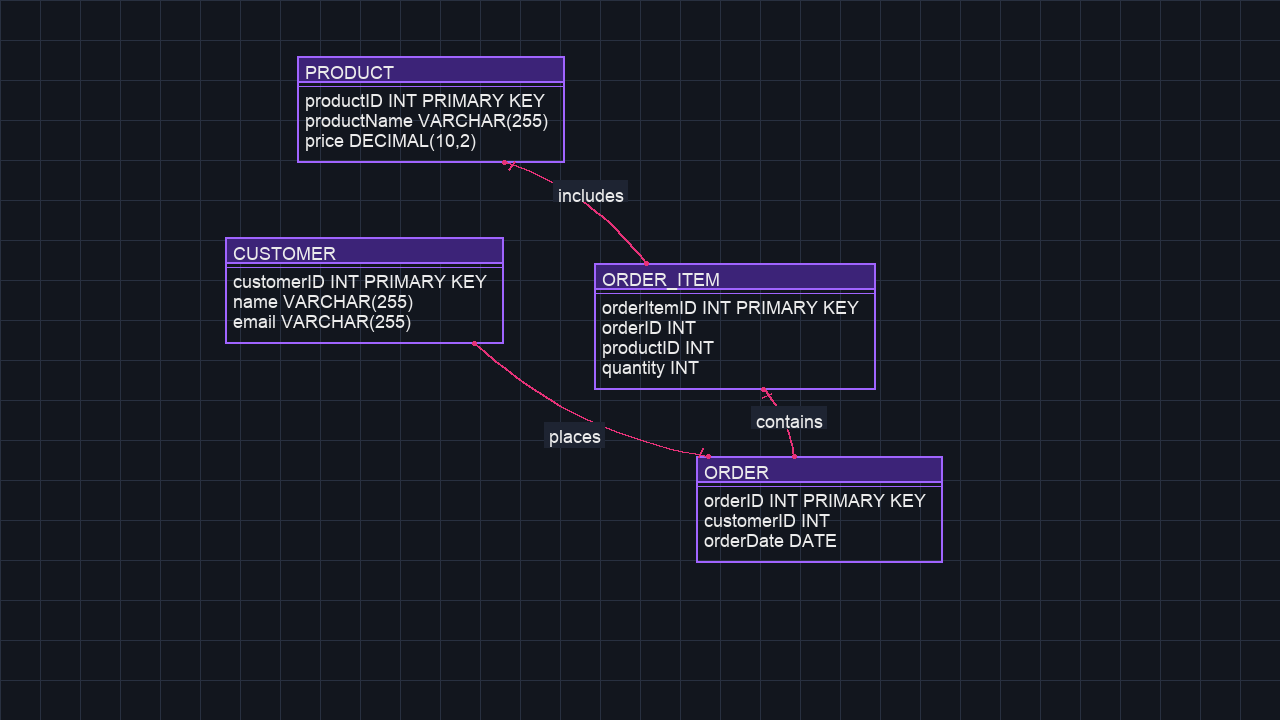 PRODUCT
productID INT PRIMARY KEY
productName VARCHAR(255)
price DECIMAL(10,2)
includes
CUSTOMER
customerID INT PRIMARY KEY
name VARCHAR(255)
email VARCHAR(255)
ORDER_ITEM
orderItemID INT PRIMARY KEY
orderID INT
productID INT
quantity INT
contains
places
ORDER
orderID INT PRIMARY KEY
customerID INT
orderDate DATE